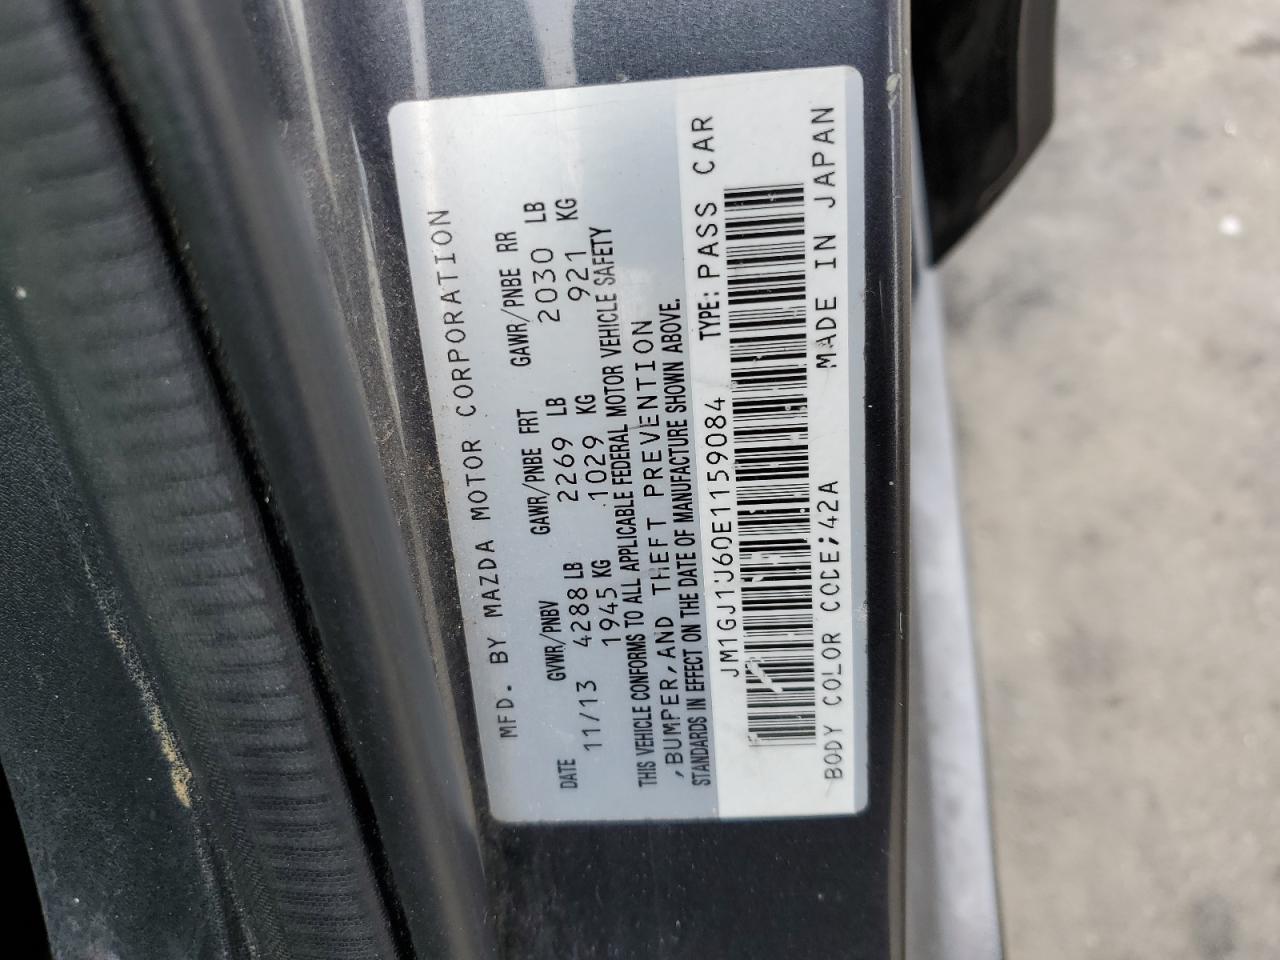 MFD. BY MAZDA MOTOR CORPORATION
DATE GVWR/PNBV GAWR/PNBE FRT GAWR/PNBE RR
11/13 4288 LB 2269 LB 2030 LB
1945 KG 1029 KG 921 KG
THIS VEHICLE CONFORMS TO ALL APPLICABLE FEDERAL MOTOR VEHICLE SAFETY
,BUMPER,AND THEFT PREVENTION
STANDARDS IN EFFECT ON THE DATE OF MANUFACTURE SHOWN ABOVE.
JM1GJ1U60E1159084 TYPE: PASS CAR
BODY COLOR CODE;42A MADE IN JAPAN